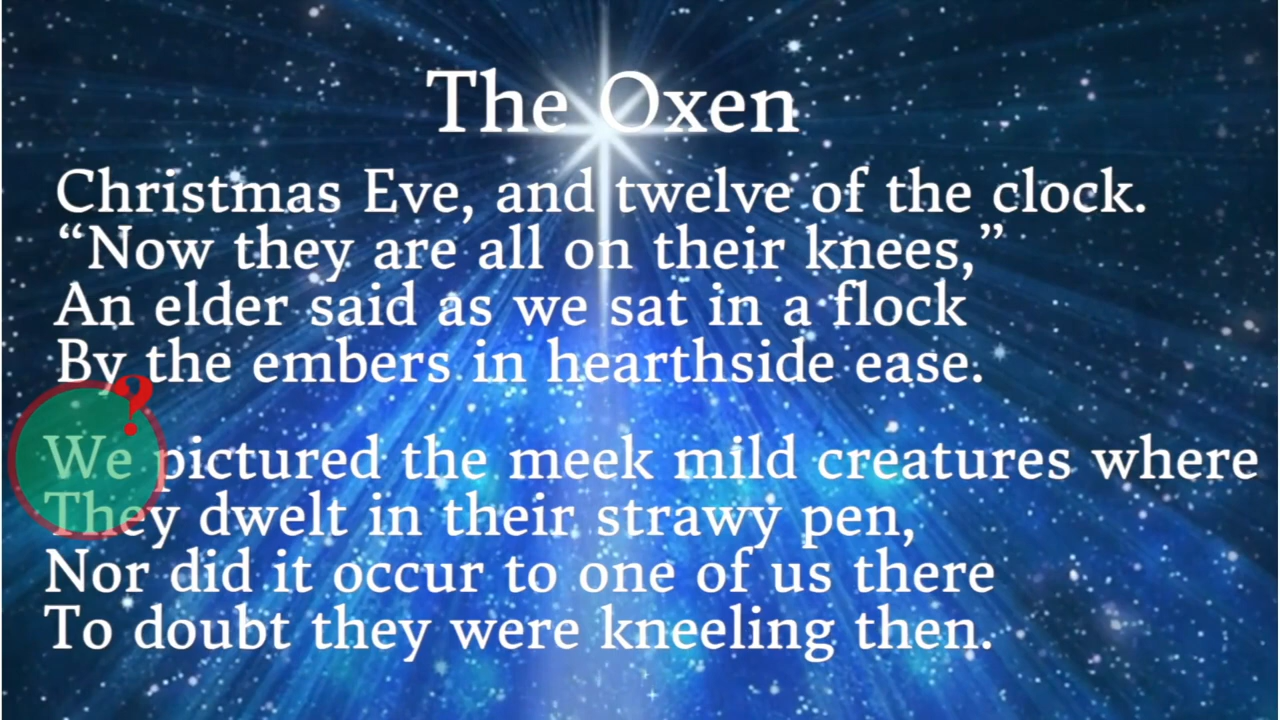 The Oxen
Christmas Eve, and twelve of the clock.
“Now they are all on their knees,”
An elder said as we sat in a flock
By the embers in hearthside ease.
?
We pictured the meek mild creatures where
They dwelt in their strawy pen,
Nor did it occur to one of us there
To doubt they were kneeling then.